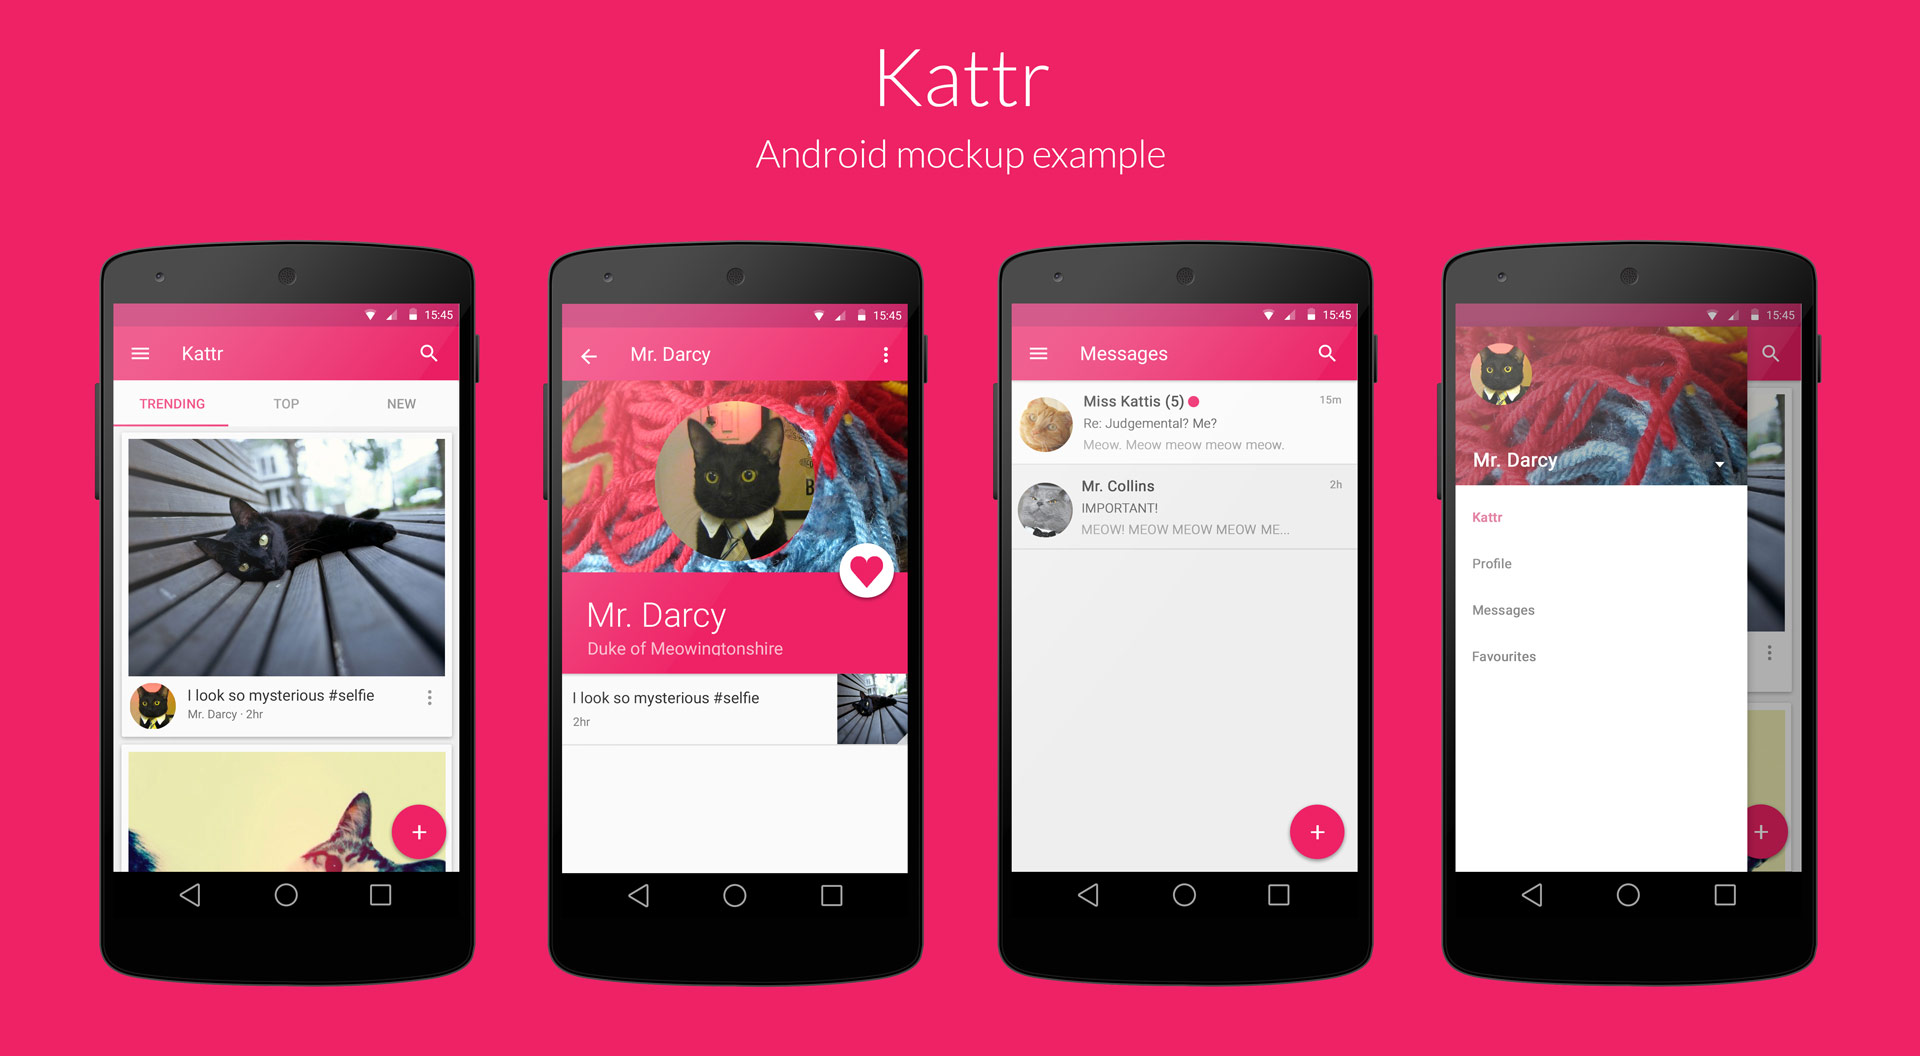 Kattr
Android mockup example
15:45
Kattr
TRENDING TOP NEW
I look so mysterious #selfie
Mr. Darcy · 2hr
15:45
Mr. Darcy
B
Mr. Darcy
Duke of Meowingtonshire
I look so mysterious #selfie
2hr
15:45
Messages
Miss Kattis (5) 15m
Re: Judgemental? Me?
Meow. Meow meow meow meow.
Mr. Collins 2h
IMPORTANT!
MEOW! MEOW MEOW MEOW ME...
15:45
Mr. Darcy
Kattr
Profile
Messages
Favourites